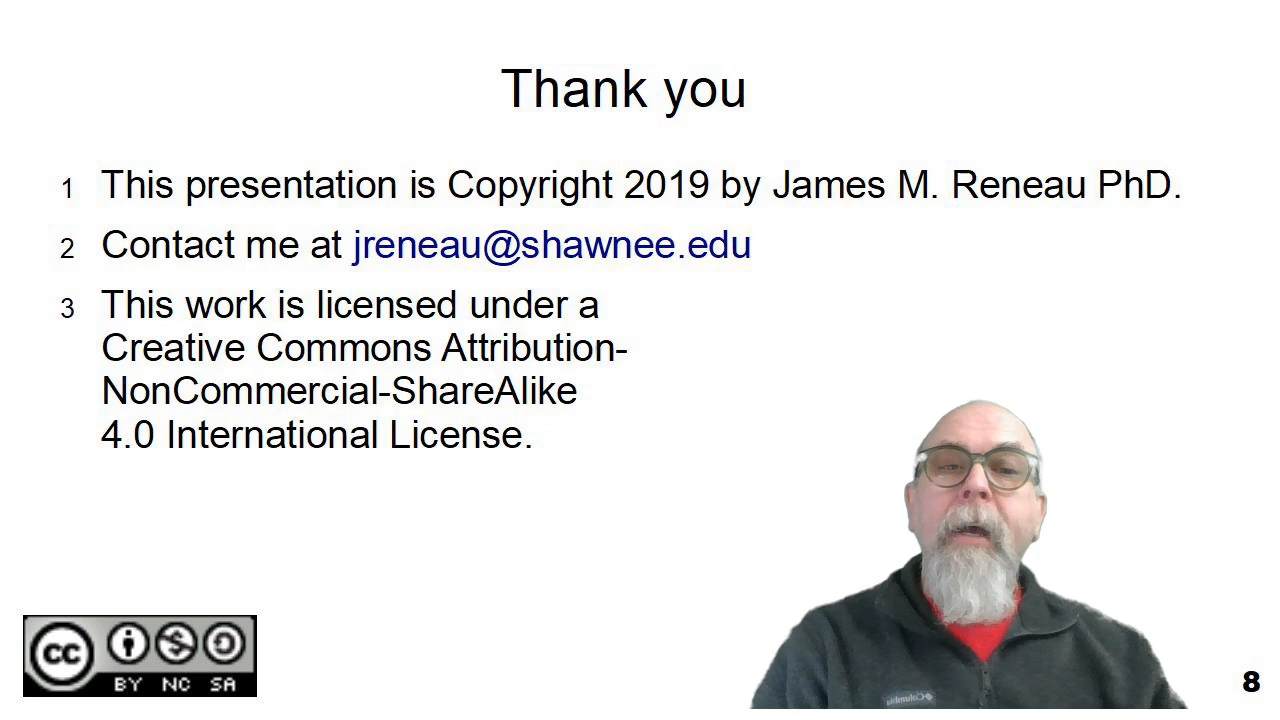 Thank you
1 This presentation is Copyright 2019 by James M. Reneau PhD.
2 Contact me at jreneau@shawnee.edu
3 This work is licensed under a
Creative Commons Attribution-
NonCommercial-ShareAlike
4.0 International License.
cc
BY NC SA
Columbia
8